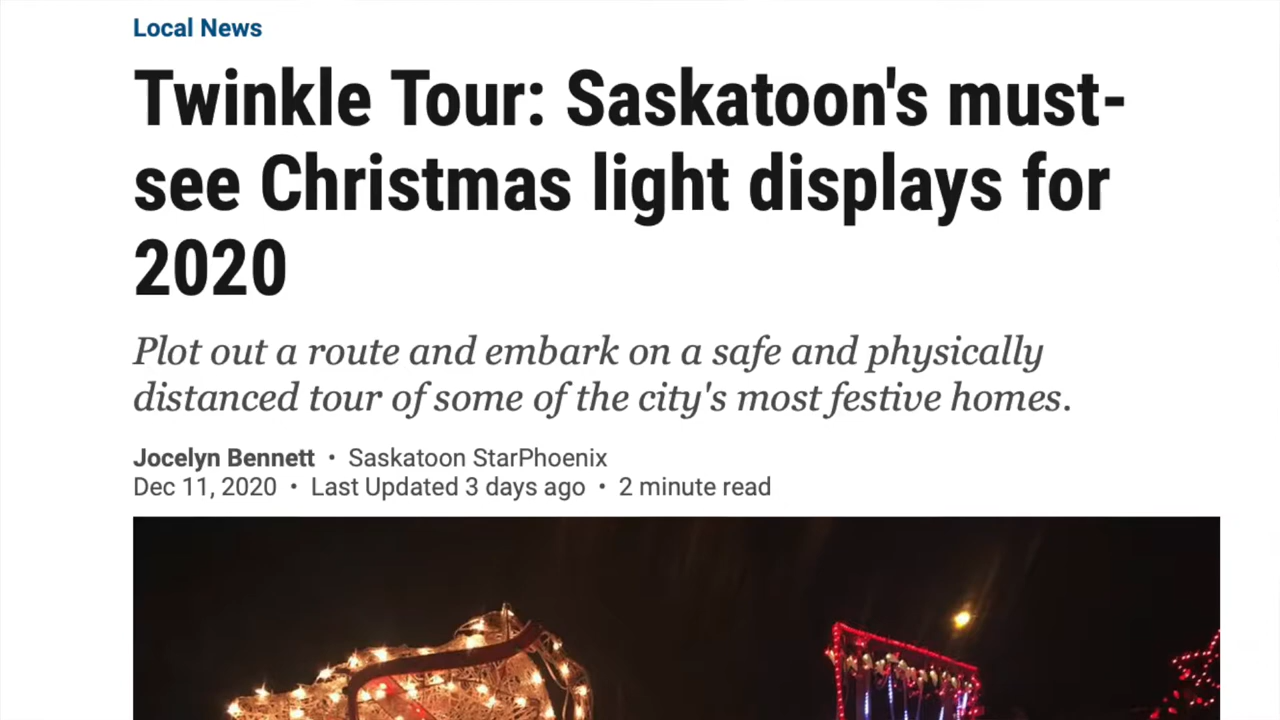 Local News
Twinkle Tour: Saskatoon's must-
see Christmas light displays for
2020
Plot out a route and embark on a safe and physically
distanced tour of some of the city's most festive homes.
Jocelyn Bennett • Saskatoon StarPhoenix
Dec 11, 2020 • Last Updated 3 days ago • 2 minute read